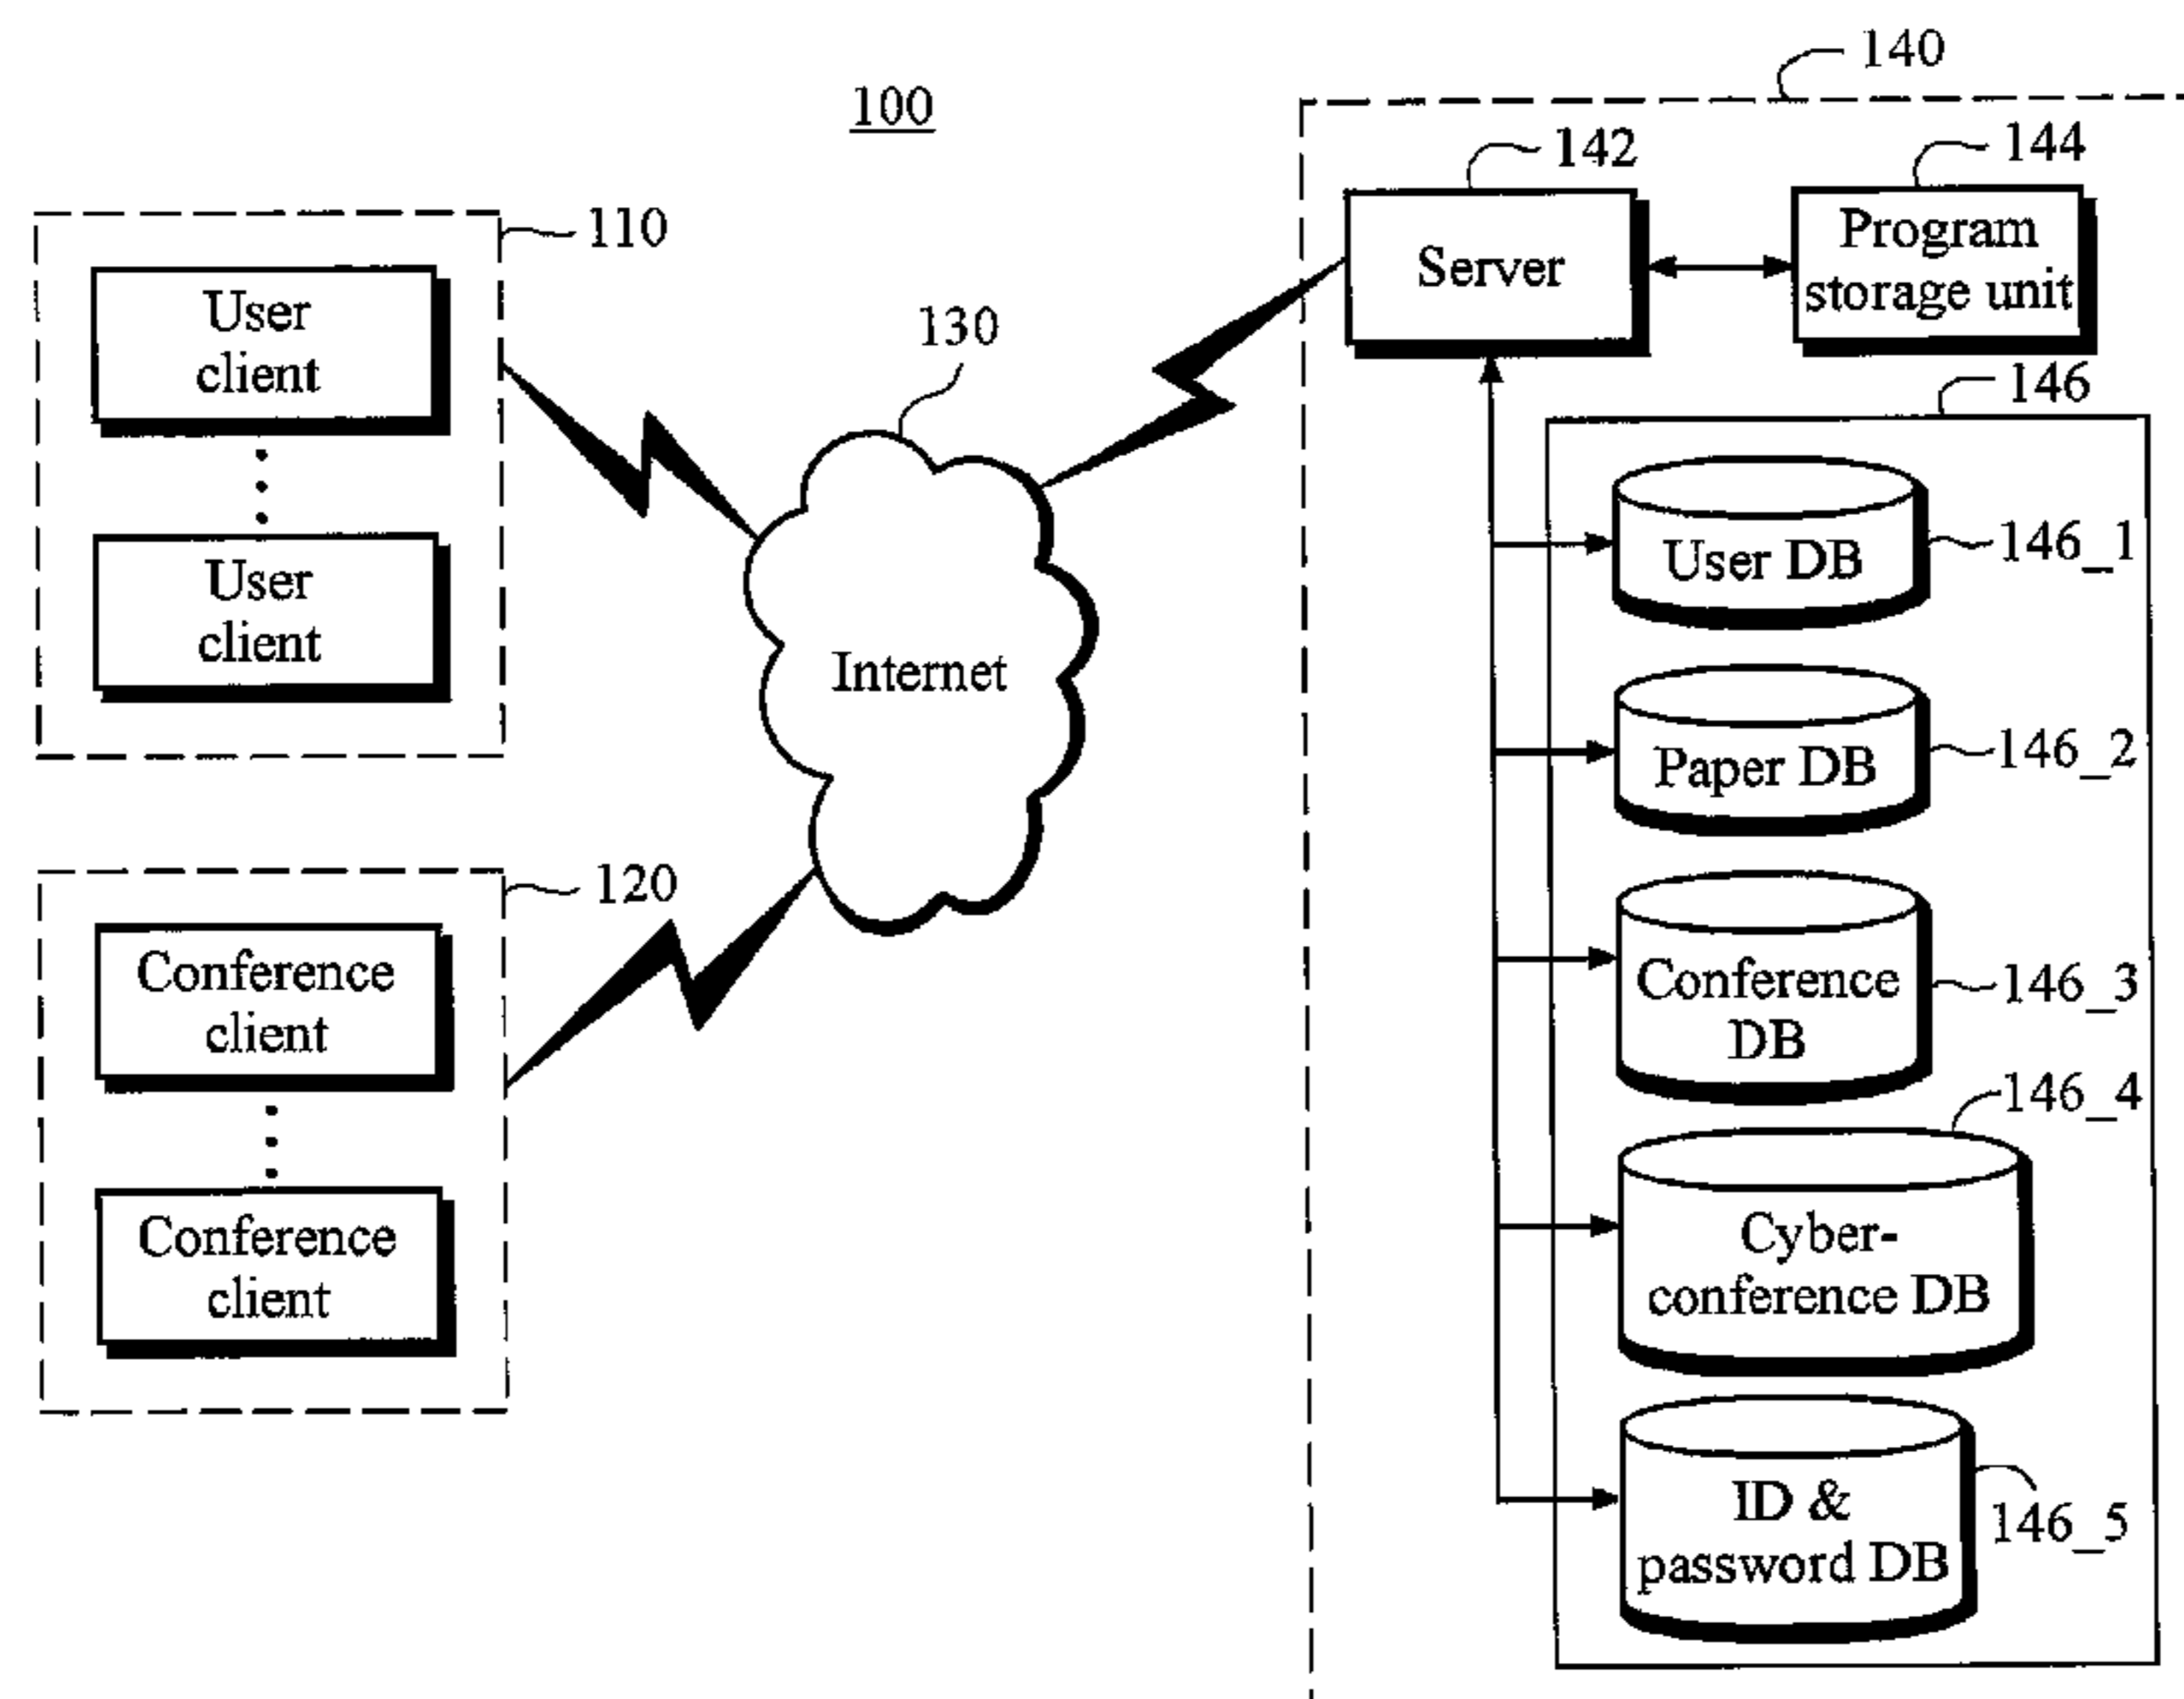 100
140
142
144
110
User
client
User
client
130
Internet
Server
Program
storage unit
146
User DB
146_1
Paper DB
146_2
Conference
DB
146_3
146_4
Cyber-
conference DB
ID &
password DB
146_5
120
Conference
client
Conference
client